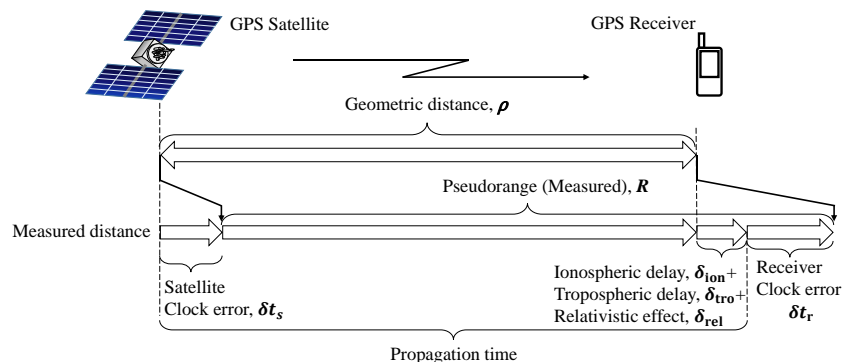 GPS Satellite
GPS Receiver
Geometric distance, ρ
Pseudorange (Measured), R
Measured distance
Satellite
Clock error, δtₛ
Ionospheric delay, δᵢₒₙ+
Tropospheric delay, δₜᵣₒ+
Relativistic effect, δᵣₑₗ
Receiver
Clock error
δtᵣ
Propagation time